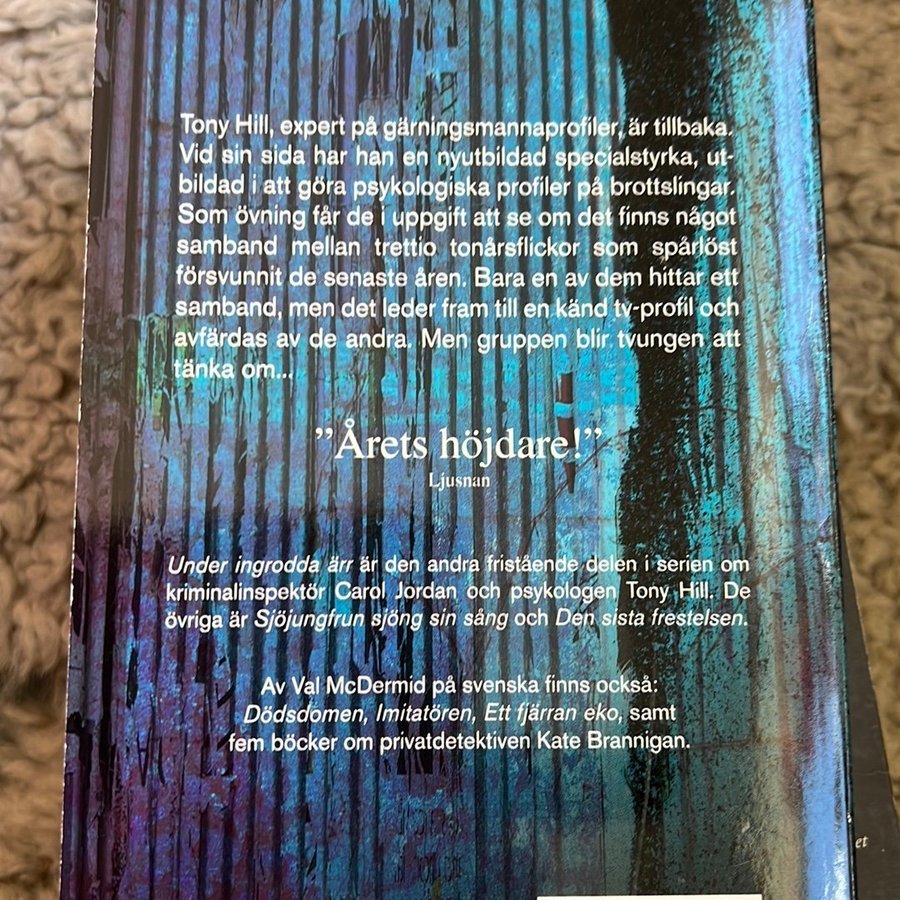 Tony Hill, expert på gärningsmannaprofiler, är tillbaka.
Vid sin sida har han en nyutbildad specialstyrka, ut-
bildad i att göra psykologiska profiler på brottslingar.
Som övning får de i uppgift att se om det finns något
samband mellan trettio tonårsflickor som spårlöst
försvunnit de senaste åren. Bara en av dem hittar ett
samband, men det leder fram till en känd tv-profil och
avfärdas av de andra. Men gruppen blir tvungen att
tänka om...
”Årets höjdare!”
Ljusnan
Under ingrodda ärr är den andra fristående delen i serien om
kriminalinspektör Carol Jordan och psykologen Tony Hill. De
övriga är Sjöjungfrun sjöng sin sång och Den sista frestelsen.
Av Val McDermid på svenska finns också:
Dödsdomen, Imitatören, Ett fjärran eko, samt
fem böcker om privatdetektiven Kate Brannigan.
et